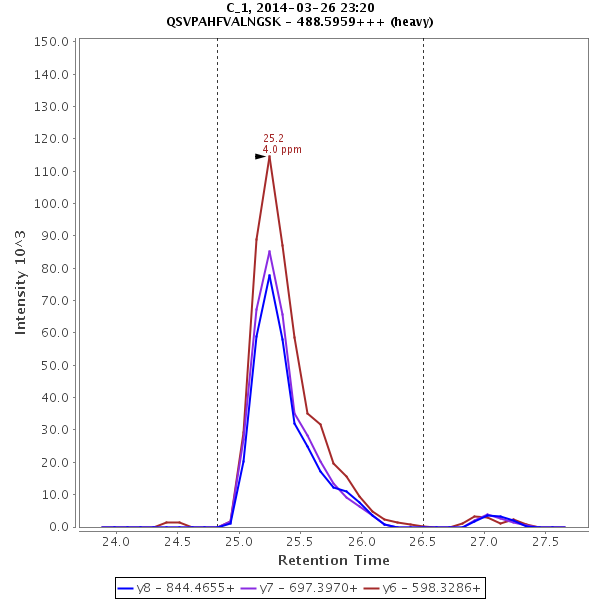 C_1, 2014-03-26 23:20
QSVPAHFVALNGSK - 488.5959+++ (heavy)
150.0
140.0
130.0
120.0
110.0
100.0
90.0
80.0
70.0
60.0
50.0
40.0
30.0
20.0
10.0
0.0
Intensity 10^3
25.2
4.0 ppm
24.0 24.5 25.0 25.5 26.0 26.5 27.0 27.5
Retention Time
y8 - 844.4655+ y7 - 697.3970+ y6 - 598.3286+